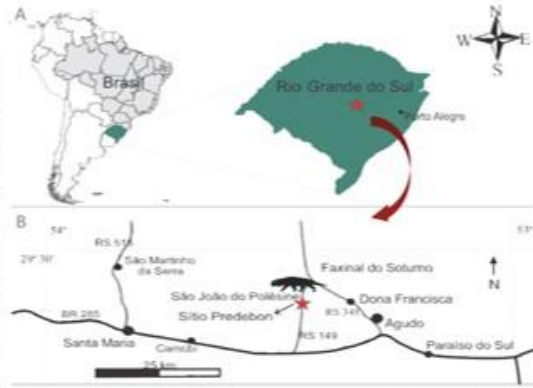 A
N
W
E
S
Brasil
Rio Grande do Sul
Porto Alegre
B
54°
53°
RS 516
29° 30'
São Martinho
da Serra
Faxinal do Soturno
N
São João do Polêsine
Dona Francisca
Sítio Predebon
RS 348
Agudo
BR 285
Santa Maria
Camobi
RS 149
Paraíso do Sul
25 km